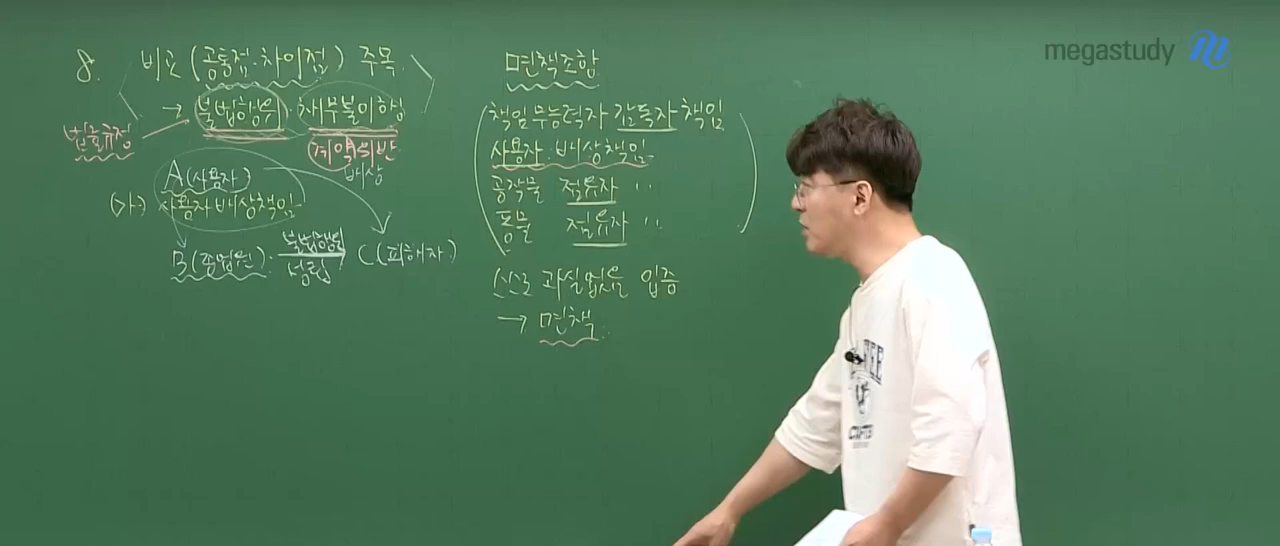 8. 비교 (공통점·차이점) 주목.
→ 불법행위 · 채무불이행
법률규정
계약위반
배상
A(사용자)
(가) 사용자배상책임
B(종업원) · 불법행위 성립 C(피해자)
면책조항
책임무능력자 감독자 책임
사용자·배상책임
공작물 점유자 〃
동물 점유자 〃
스스로 과실없음을 입증
→ 면책.
megastudy
EE
CHAPTER